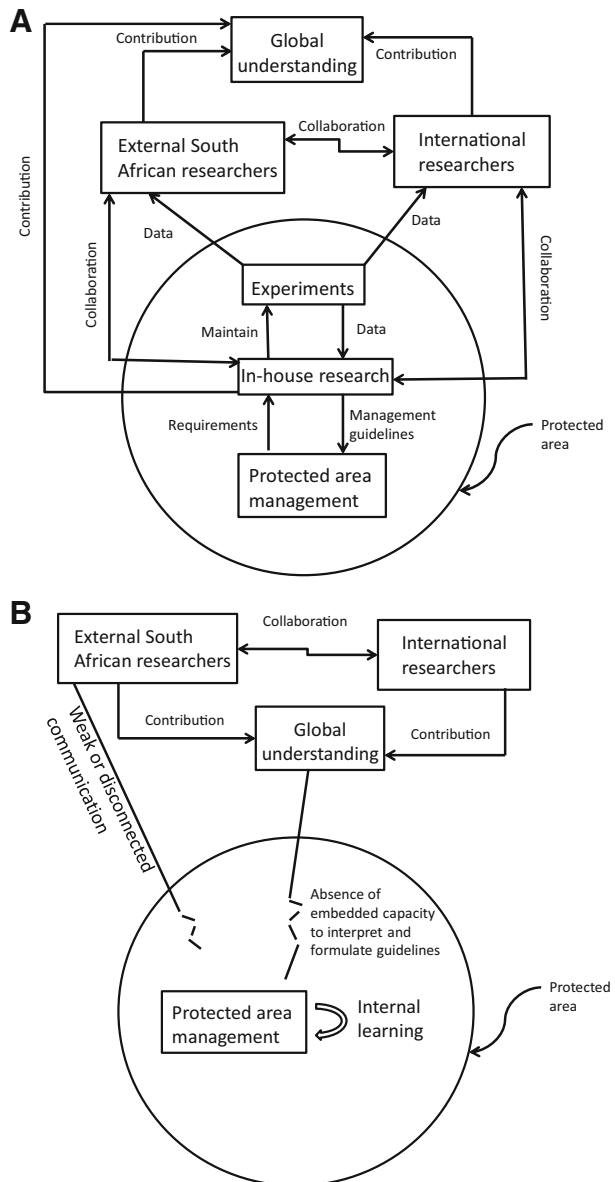 A
Contribution
Global
understanding
Contribution
External South
African researchers
Collaboration
International
researchers
Contribution
Data
Data
Collaboration
Collaboration
Experiments
Maintain
Data
In-house research
Requirements
Management
guidelines
Protected
area
Protected area
management
B
External South
African researchers
Collaboration
International
researchers
Contribution
Global
understanding
Contribution
Weak or disconnected
communication
Absence of
embedded capacity
to interpret and
formulate guidelines
Protected area
management
Internal
learning
Protected
area